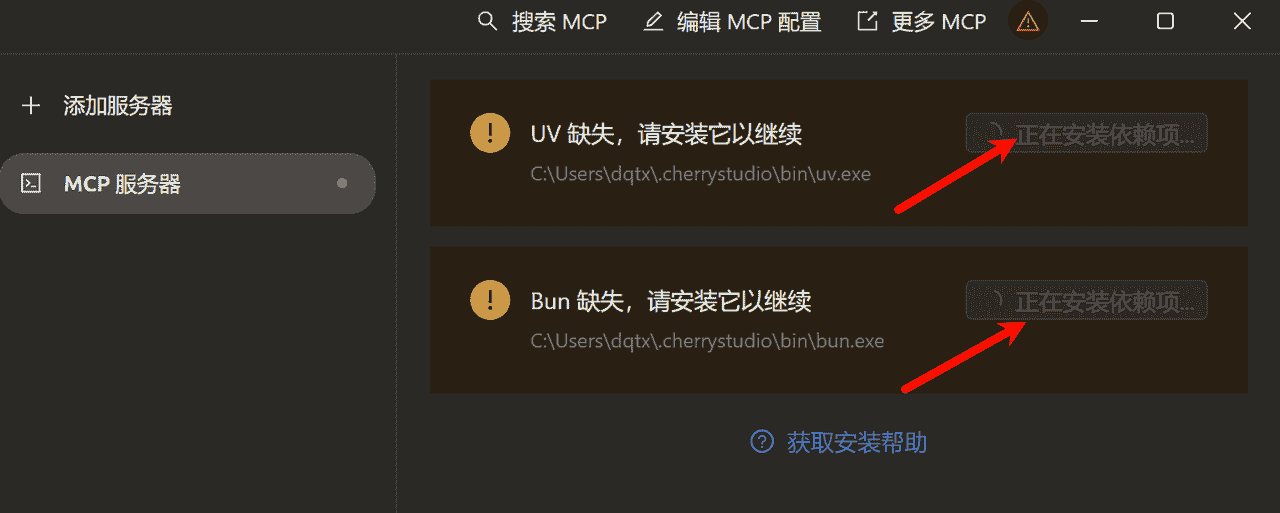 搜索 MCP
编辑 MCP 配置
更多 MCP
添加服务器
MCP 服务器
UV 缺失，请安装它以继续
正在安装依赖项...
C:\Users\dqtx\.cherrystudio\bin\uv.exe
Bun 缺失，请安装它以继续
正在安装依赖项...
C:\Users\dqtx\.cherrystudio\bin\bun.exe
获取安装帮助